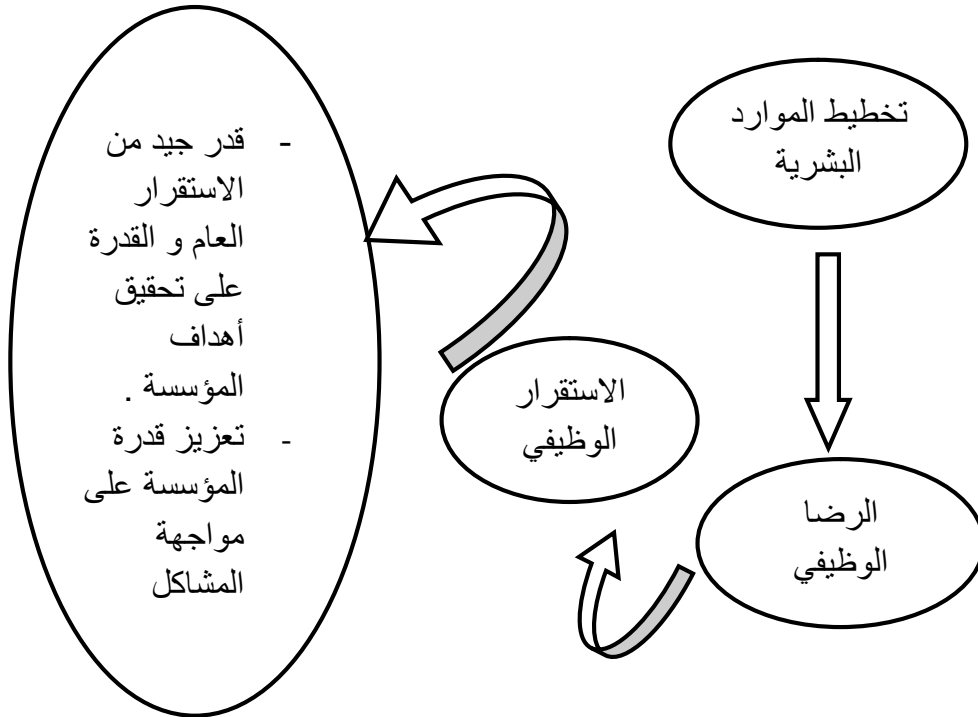 تخطيط الموارد
البشرية
الرضا
الوظيفي
الاستقرار
الوظيفي
- قدر جيد من
الاستقرار
العام و القدرة
على تحقيق
أهداف
المؤسسة .
- تعزيز قدرة
المؤسسة على
مواجهة
المشاكل